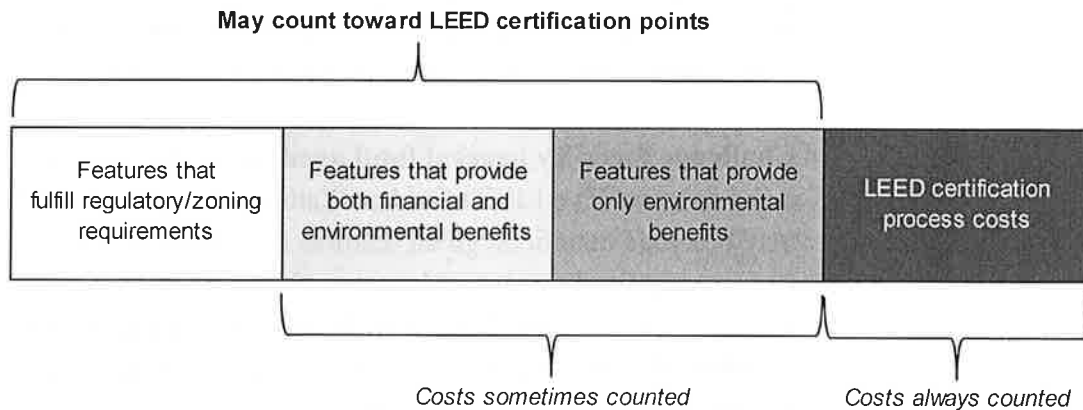 May count toward LEED certification points
Features that
fulfill regulatory/zoning
requirements
Features that provide
both financial and
environmental benefits
Features that provide
only environmental
benefits
LEED certification
process costs
Costs sometimes counted
Costs always counted